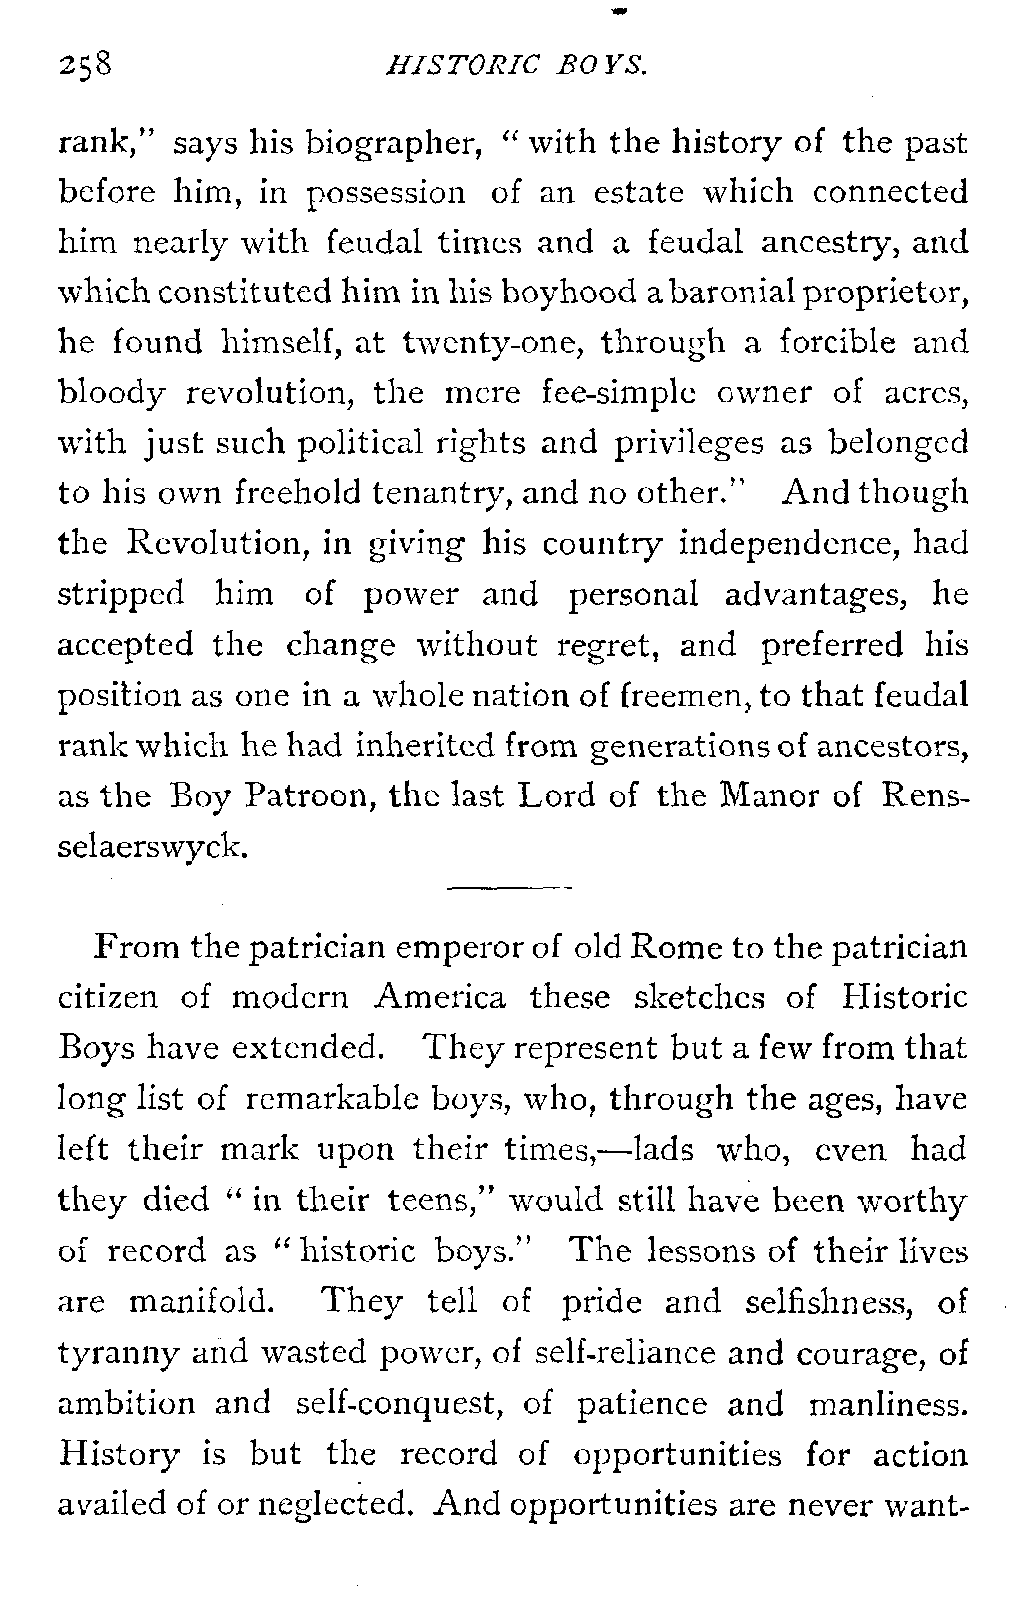 258 HISTORIC BOYS.
rank," says his biographer, "with the history of the past
before him, in possession of an estate which connected
him nearly with feudal times and a feudal ancestry, and
which constituted him in his boyhood a baronial proprietor,
he found himself, at twenty-one, through a forcible and
bloody revolution, the mere fee-simple owner of acres,
with just such political rights and privileges as belonged
to his own freehold tenantry, and no other." And though
the Revolution, in giving his country independence, had
stripped him of power and personal advantages, he
accepted the change without regret, and preferred his
position as one in a whole nation of freemen, to that feudal
rank which he had inherited from generations of ancestors,
as the Boy Patroon, the last Lord of the Manor of Rens-
selaerswyck.
From the patrician emperor of old Rome to the patrician
citizen of modern America these sketches of Historic
Boys have extended. They represent but a few from that
long list of remarkable boys, who, through the ages, have
left their mark upon their times,—lads who, even had
they died "in their teens," would still have been worthy
of record as "historic boys." The lessons of their lives
are manifold. They tell of pride and selfishness, of
tyranny and wasted power, of self-reliance and courage, of
ambition and self-conquest, of patience and manliness.
History is but the record of opportunities for action
availed of or neglected. And opportunities are never want-